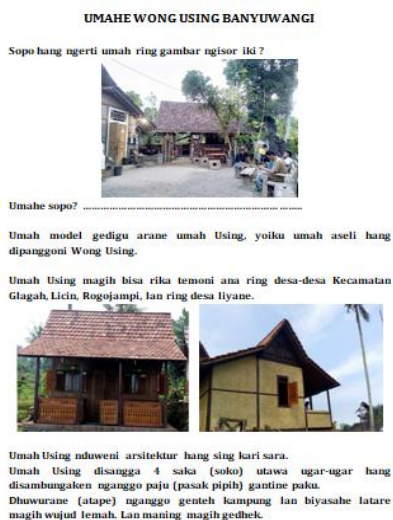 UMAHE WONG USING BANYUWANGI
Sopo hang ngerti umah ring gambar ngisor iki ?
Umahe sopo? ................................................................................
Umah model gedigu arane umah Using, yoiku umah aseli hang
dipanggoni Wong Using.
Umah Using magih bisa rika temoni ana ring desa-desa Kecamatan
Glagah, Licin, Rogojampi, lan ring desa liyane.
Umah Using nduweni arsitektur hang sing kari sara.
Umah Using disangga 4 saka (soko) utawa ugar-ugar hang
disambungaken nganggo paju (pasak pipih) gantine paku.
Dhuwurane (atape) nganggo genteh kampung lan biyasahe latare
magih wujud lemah. Lan maning magih gedhek.